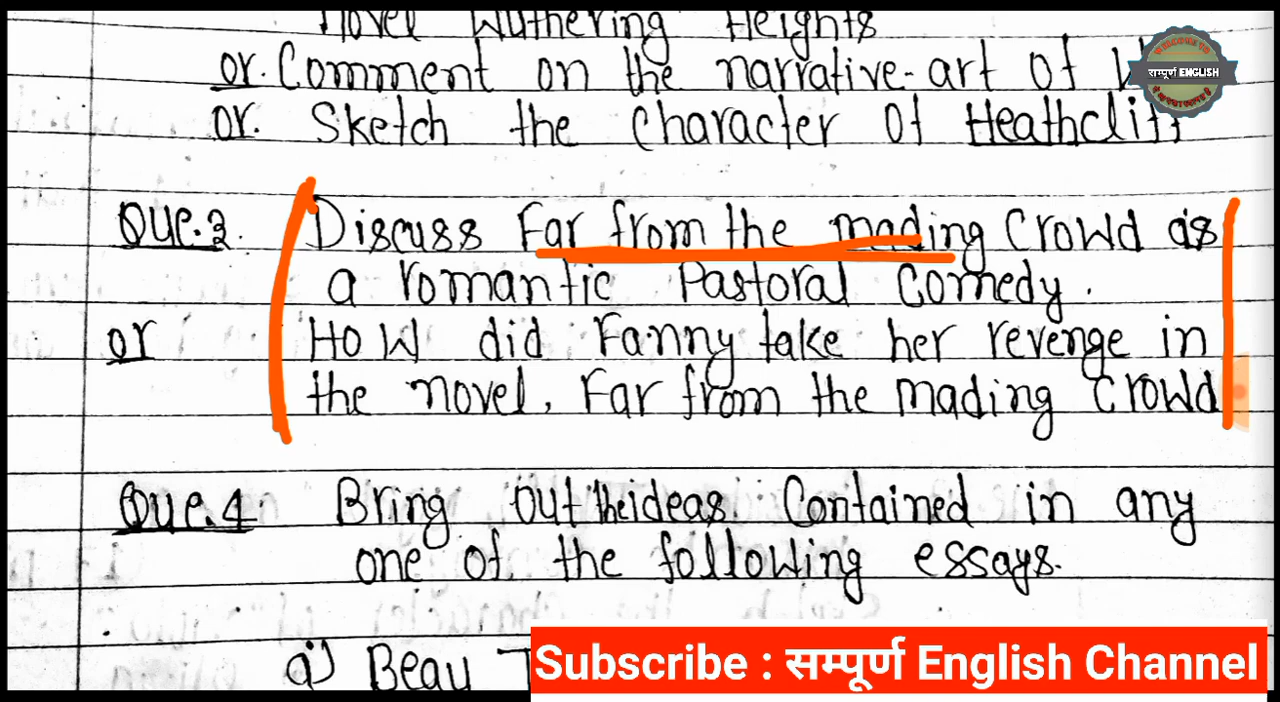 Novel Wuthering Heights
or. Comment on the narrative-art of
or. Sketch the Character of Heathcliff
WELCOME TO
सम्पूर्ण ENGLISH
Que.3. Discuss Far from the mading Crowd as
a romantic Pastoral Comedy.
or How did Fanny take her revenge in
the novel, Far from the mading Crowd
Que.4 Bring out the ideas Contained in any
one of the following essays.
a) Beau
Subscribe : सम्पूर्ण English Channel